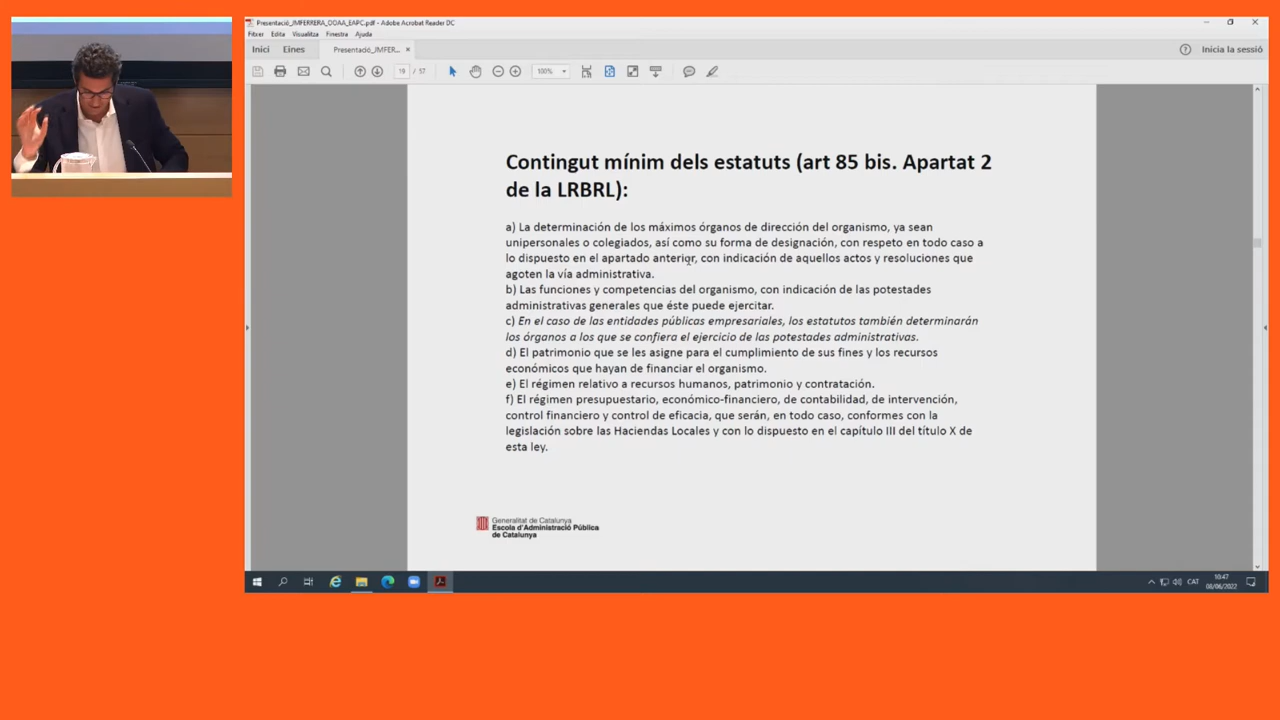 Presentació_JMFERRERA_OOAA_EAPC.pdf - Adobe Acrobat Reader DC
Fitxer Edita Visualitza Finestra Ajuda
Inici Eines Presentació_JMFER... × Inicia la sessió
19 / 57 100%
Contingut mínim dels estatuts (art 85 bis. Apartat 2
de la LRBRL):
a) La determinación de los máximos órganos de dirección del organismo, ya sean
unipersonales o colegiados, así como su forma de designación, con respeto en todo caso a
lo dispuesto en el apartado anterior, con indicación de aquellos actos y resoluciones que
agoten la vía administrativa.
b) Las funciones y competencias del organismo, con indicación de las potestades
administrativas generales que éste puede ejercitar.
c) En el caso de las entidades públicas empresariales, los estatutos también determinarán
los órganos a los que se confiera el ejercicio de las potestades administrativas.
d) El patrimonio que se les asigne para el cumplimiento de sus fines y los recursos
económicos que hayan de financiar el organismo.
e) El régimen relativo a recursos humanos, patrimonio y contratación.
f) El régimen presupuestario, económico-financiero, de contabilidad, de intervención,
control financiero y control de eficacia, que serán, en todo caso, conformes con la
legislación sobre las Haciendas Locales y con lo dispuesto en el capítulo III del título X de
esta ley.
Generalitat de Catalunya
Escola d'Administració Pública
de Catalunya
CAT
10:47
08/06/2022